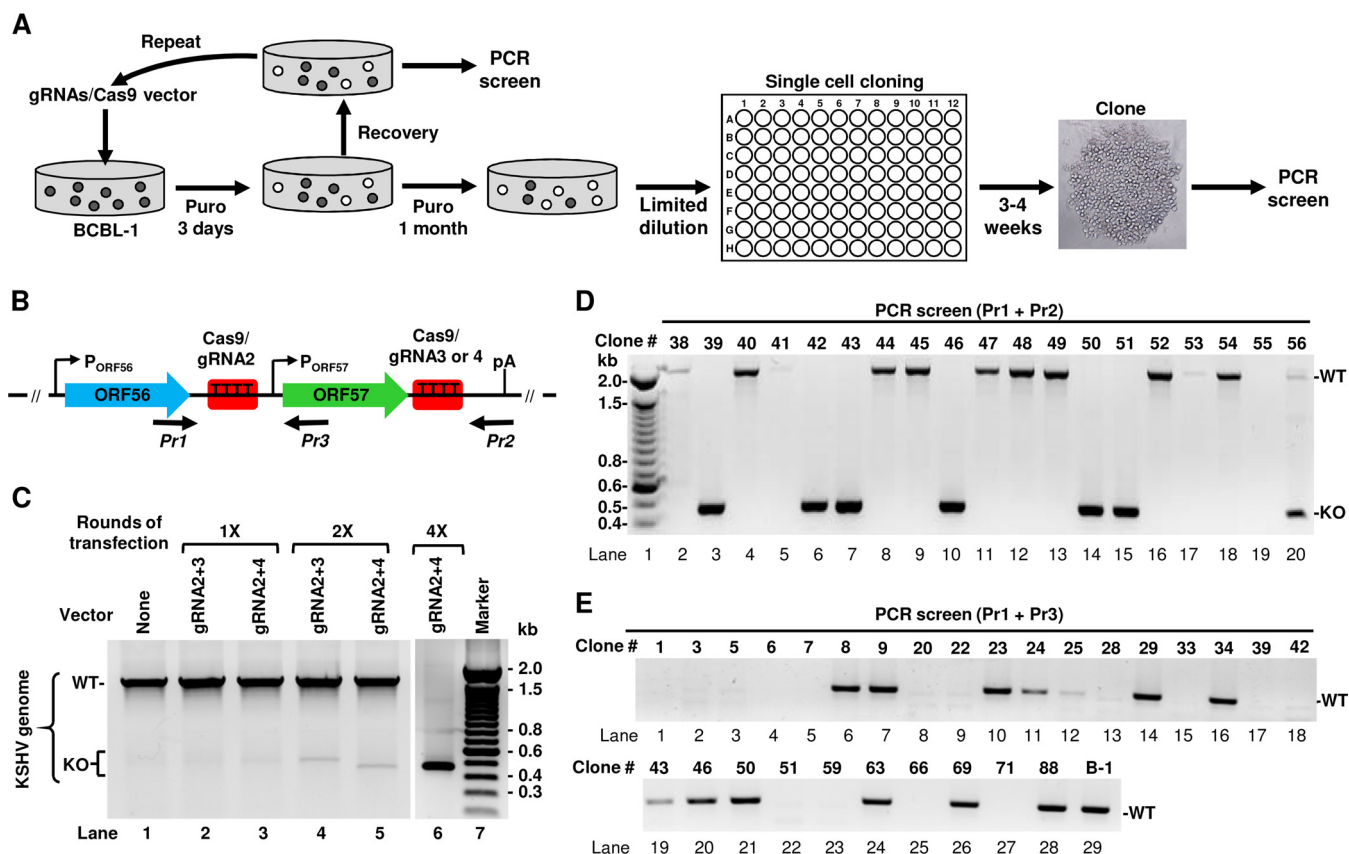 A
Repeat
PCR
screen
gRNAs/Cas9 vector
Recovery
BCBL-1
Puro
3 days
Puro
1 month
Limited
dilution
Single cell cloning
1 2 3 4 5 6 7 8 9 10 11 12
A
B
C
D
E
F
G
H
3-4
weeks
Clone
PCR
screen
B
Cas9/
gRNA2
Cas9/
gRNA3 or 4
PORF56
PORF57
pA
//
ORF56
ORF57
//
Pr1
Pr3
Pr2
C
Rounds of
transfection
1X
2X
4X
Vector
None
gRNA2+3
gRNA2+4
gRNA2+3
gRNA2+4
gRNA2+4
Marker
kb
KSHV genome
WT-
KO
- 2.0
- 1.5
- 0.8
- 0.6
- 0.4
- 0.3
Lane 1 2 3 4 5 6 7
D
PCR screen (Pr1 + Pr2)
Clone # 38 39 40 41 42 43 44 45 46 47 48 49 50 51 52 53 54 55 56
kb
2.0-
1.5-
0.8-
0.6-
0.5-
0.4-
-WT
-KO
Lane 1 2 3 4 5 6 7 8 9 10 11 12 13 14 15 16 17 18 19 20
E
PCR screen (Pr1 + Pr3)
Clone # 1 3 5 6 7 8 9 20 22 23 24 25 28 29 33 34 39 42
-WT
Lane 1 2 3 4 5 6 7 8 9 10 11 12 13 14 15 16 17 18
Clone # 43 46 50 51 59 63 66 69 71 88 B-1
-WT
Lane 19 20 21 22 23 24 25 26 27 28 29